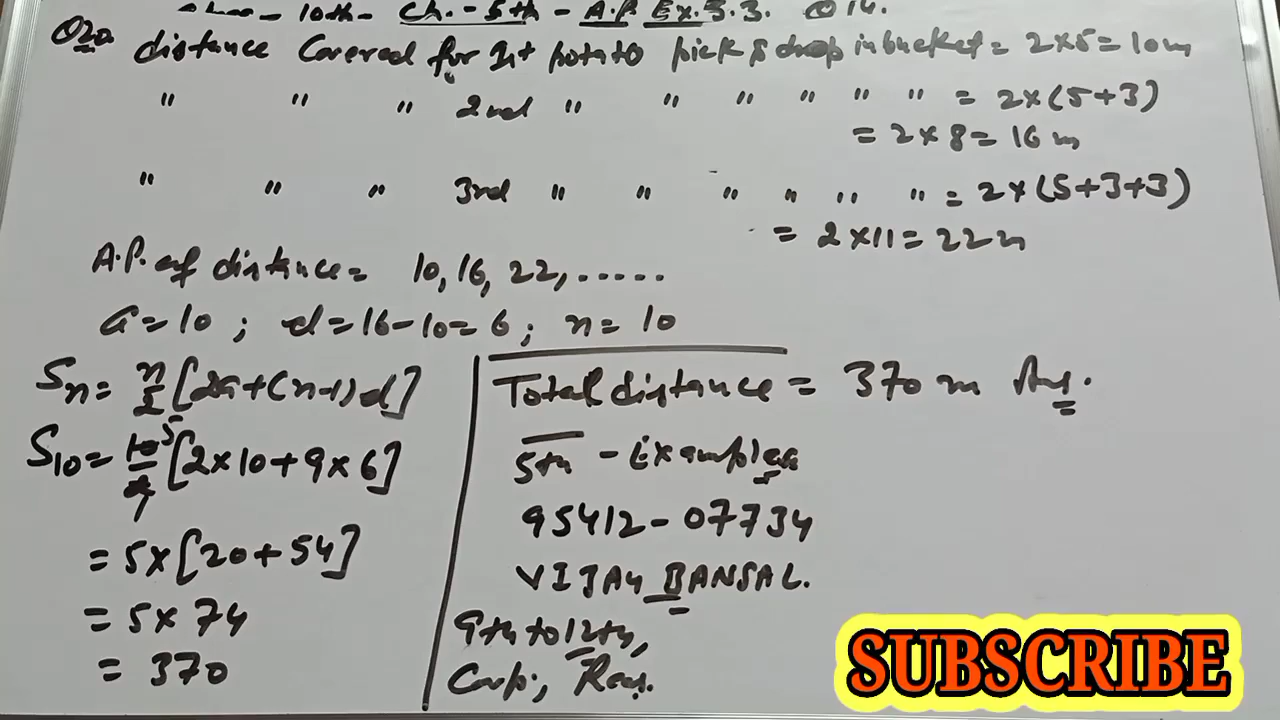 10th - Ch. - 5th - A.P. Ex. 5.3. Q 14.
Q20 distance Covered for 1st potato pick & drop in bucket = 2×5 = 10m
" " " 2nd " " " " " " = 2×(5+3)
= 2×8 = 16 m
" " " 3rd " " " " " " = 2×(5+3+3)
= 2×11 = 22m
A.P. of distance = 10, 16, 22, ......
a = 10 ; d = 16-10 = 6 ; n = 10
Sn = n/2 [2a+(n-1)d]
S10 = 10/2 [2×10+9×6]
= 5×[20+54]
= 5×74
= 370
Total distance = 370 m Ans.
5th - Examples
95412-07734
VIJAY BANSAL.
9th to 12th,
SUBSCRIBE